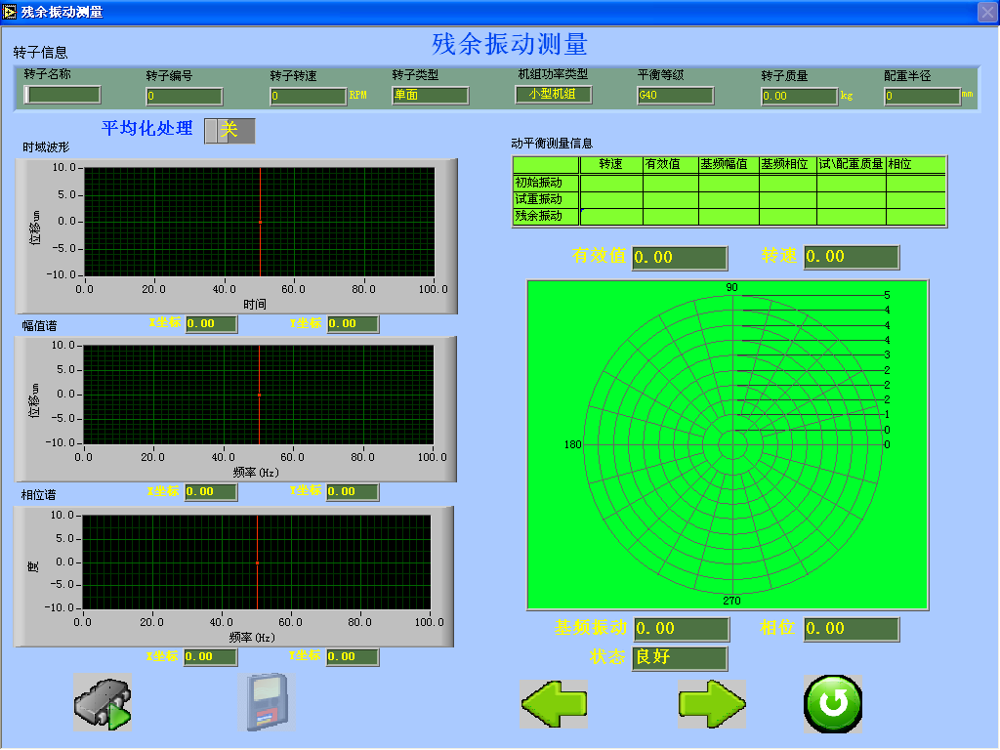 残余振动测量
残余振动测量
转子信息
转子名称 转子编号 转子转速 转子类型 机组功率类型 平衡等级 转子质量 配重半径
0 0 RPM 单面 小型机组 G40 0.00 kg 0 mm
平均化处理 关
时域波形
10.0
5.0
0.0
-5.0
-10.0
位移um
0.0 20.0 40.0 60.0 80.0 100.0
时间
X坐标 0.00 Y坐标 0.00
幅值谱
10.0
5.0
0.0
-5.0
-10.0
位移um
0.0 20.0 40.0 60.0 80.0 100.0
频率(Hz)
X坐标 0.00 Y坐标 0.00
相位谱
10.0
5.0
0.0
-5.0
-10.0
度
0.0 20.0 40.0 60.0 80.0 100.0
频率(Hz)
X坐标 0.00 Y坐标 0.00
动平衡测量信息
转速 有效值 基频幅值 基频相位 试\配重质量 相位
初始振动
试重振动
残余振动
有效值 0.00 转速 0.00
90
5
4
4
4
3
2
2
2
1
0
180 0
270
基频振动 0.00 相位 0.00
状态 良好